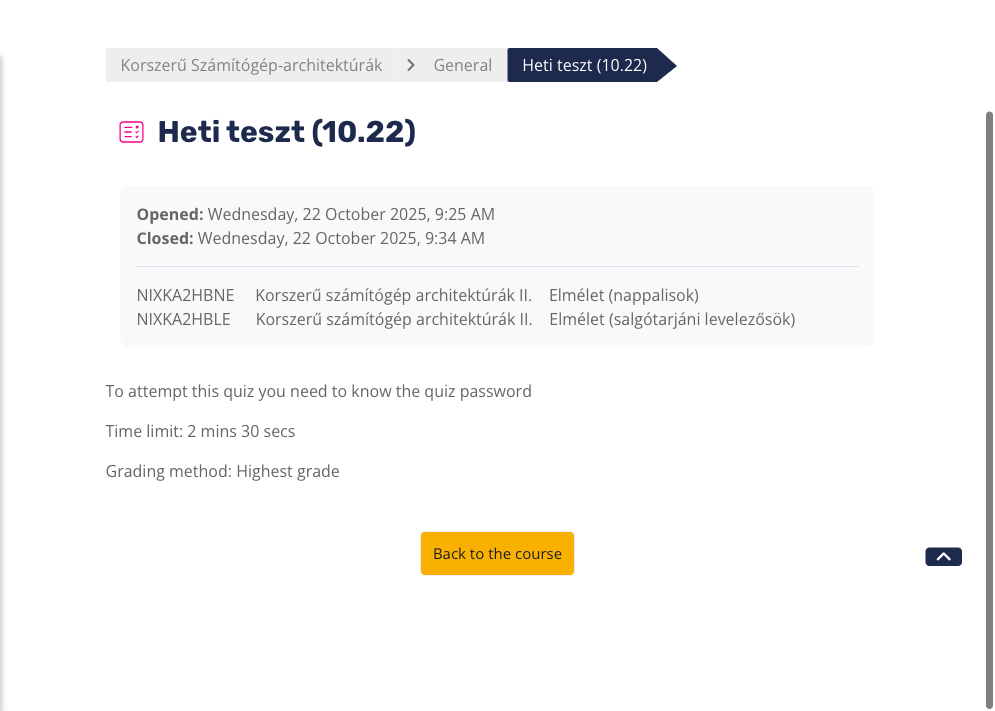 Korszerű Számítógép-architektúrák > General Heti teszt (10.22)
Heti teszt (10.22)
Opened: Wednesday, 22 October 2025, 9:25 AM
Closed: Wednesday, 22 October 2025, 9:34 AM
NIXKA2HBNE Korszerű számítógép architektúrák II. Elmélet (nappalisok)
NIXKA2HBLE Korszerű számítógép architektúrák II. Elmélet (salgótarjáni levelezősök)
To attempt this quiz you need to know the quiz password
Time limit: 2 mins 30 secs
Grading method: Highest grade
Back to the course